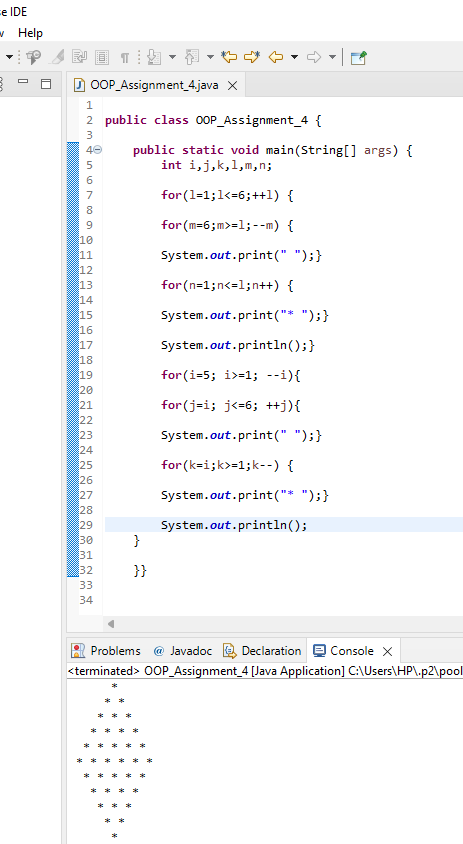 se IDE
v Help
OOP_Assignment_4.java
1
2 public class OOP_Assignment_4 {
3
4 public static void main(String[] args) {
5 int i,j,k,l,m,n;
6
7 for(l=1;l<=6;++l) {
8
9 for(m=6;m>=l;--m) {
10
11 System.out.print(" ");}
12
13 for(n=1;n<=l;n++) {
14
15 System.out.print("* ");}
16
17 System.out.println();}
18
19 for(i=5; i>=1; --i){
20
21 for(j=i; j<=6; ++j){
22
23 System.out.print(" ");}
24
25 for(k=i;k>=1;k--) {
26
27 System.out.print("* ");}
28
29 System.out.println();
30 }
31
32 }}
33
34
Problems @ Javadoc Declaration Console
<terminated> OOP_Assignment_4 [Java Application] C:\Users\HP\.p2\pool
*
* *
* * *
* * * *
* * * * *
* * * * * *
* * * * *
* * * *
* * *
* *
*